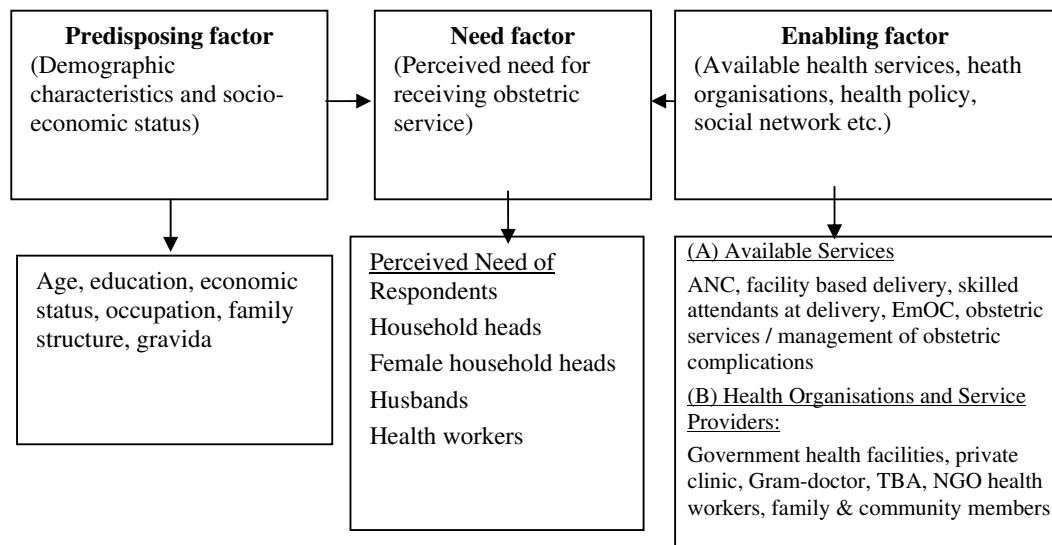 Predisposing factor
(Demographic
characteristics and socio-
economic status)
Need factor
(Perceived need for
receiving obstetric
service)
Enabling factor
(Available health services, heath
organisations, health policy,
social network etc.)
Age, education, economic
status, occupation, family
structure, gravida
Perceived Need of
Respondents
Household heads
Female household heads
Husbands
Health workers
(A) Available Services
ANC, facility based delivery, skilled
attendants at delivery, EmOC, obstetric
services / management of obstetric
complications
(B) Health Organisations and Service
Providers:
Government health facilities, private
clinic, Gram-doctor, TBA, NGO health
workers, family & community members